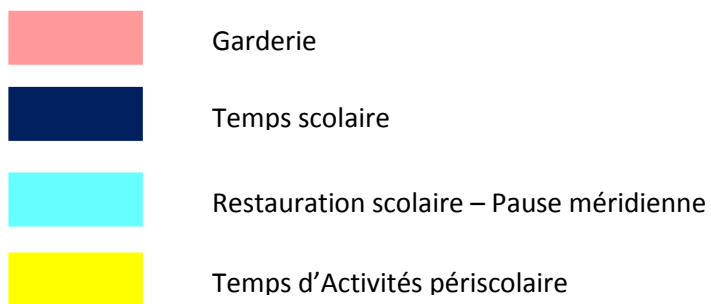 Garderie
Temps scolaire
Restauration scolaire – Pause méridienne
Temps d’Activités périscolaire